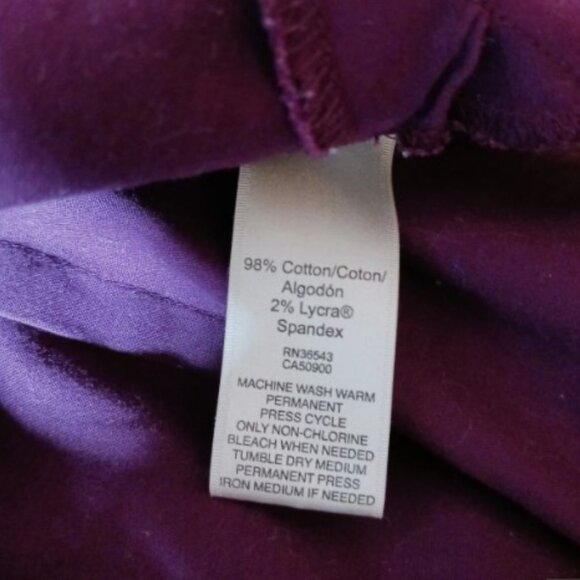 98% Cotton/Coton/
Algodón
2% Lycra®
Spandex
RN36543
CA50900
MACHINE WASH WARM
PERMANENT
PRESS CYCLE
ONLY NON-CHLORINE
BLEACH WHEN NEEDED
TUMBLE DRY MEDIUM
PERMANENT PRESS
IRON MEDIUM IF NEEDED